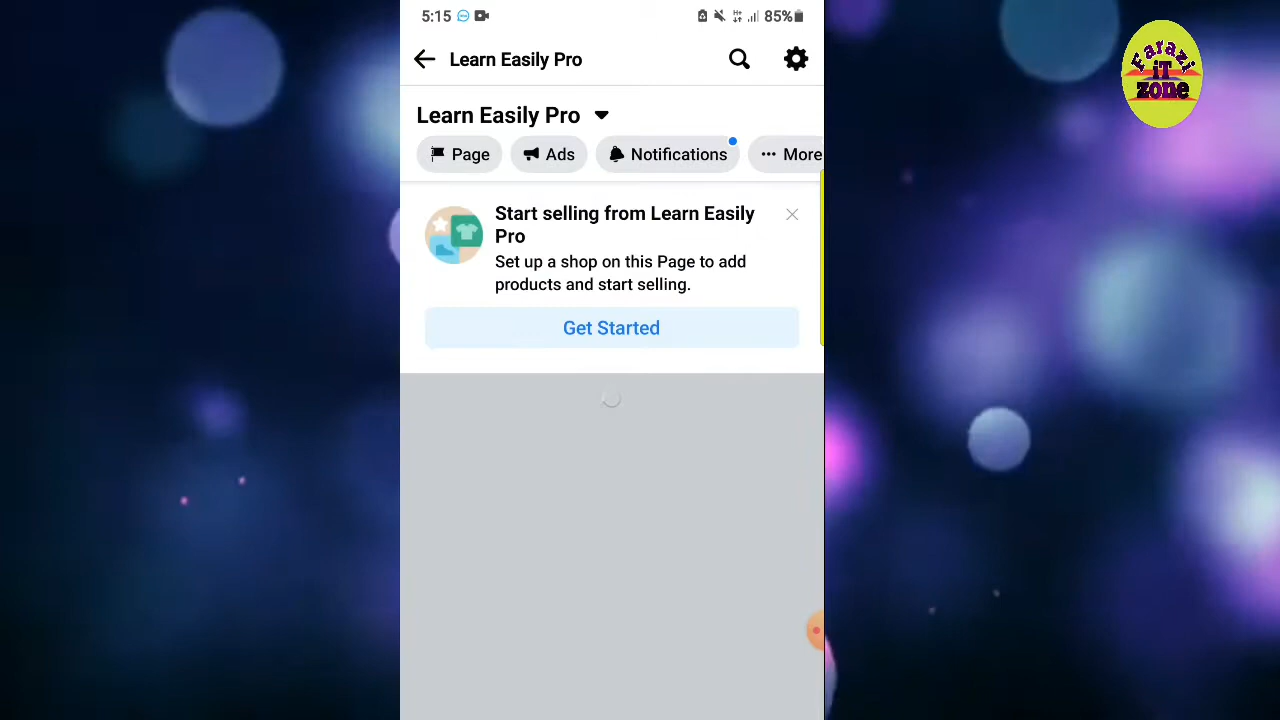 5:15
85%
Learn Easily Pro
Learn Easily Pro
Page
Ads
Notifications
More
Start selling from Learn Easily
Pro
Set up a shop on this Page to add
products and start selling.
Get Started
Farazi
iT
zone